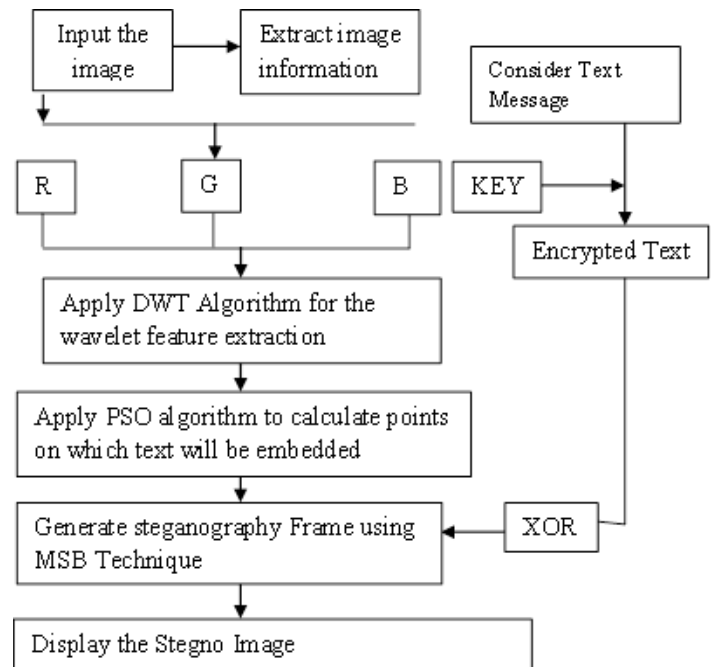 Input the
image
Extract image
information
Consider Text
Message
R
G
B
KEY
Encrypted Text
Apply DWT Algorithm for the
wavelet feature extraction
Apply PSO algorithm to calculate points
on which text will be embedded
Generate steganography Frame using
MSB Technique
XOR
Display the Stegno Image